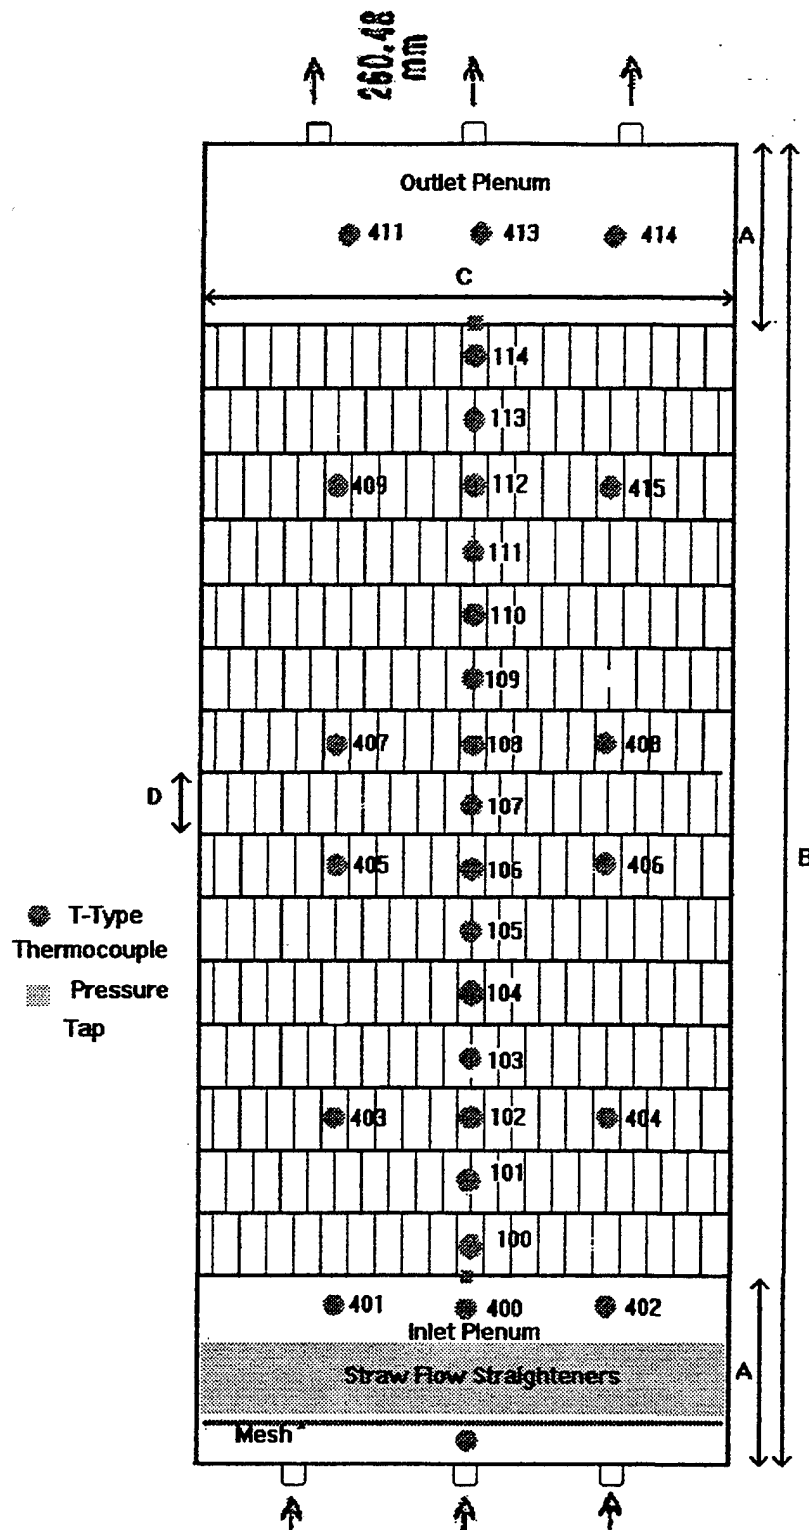 260.48
mm
Outlet Plenum
411 413 414
A
C
114
113
409 112 415
111
110
109
407 108 408
D
107
405 106 406
B
105
104
103
403 102 404
101
100
401 400 402
Inlet Plenum
Straw Flow Straighteners
A
Mesh
T-Type
Thermocouple
Pressure
Tap